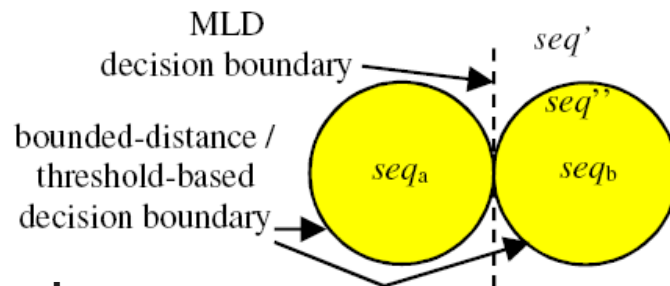 MLD
decision boundary
seq'
seq''
bounded-distance /
threshold-based
decision boundary
seqa
seqb